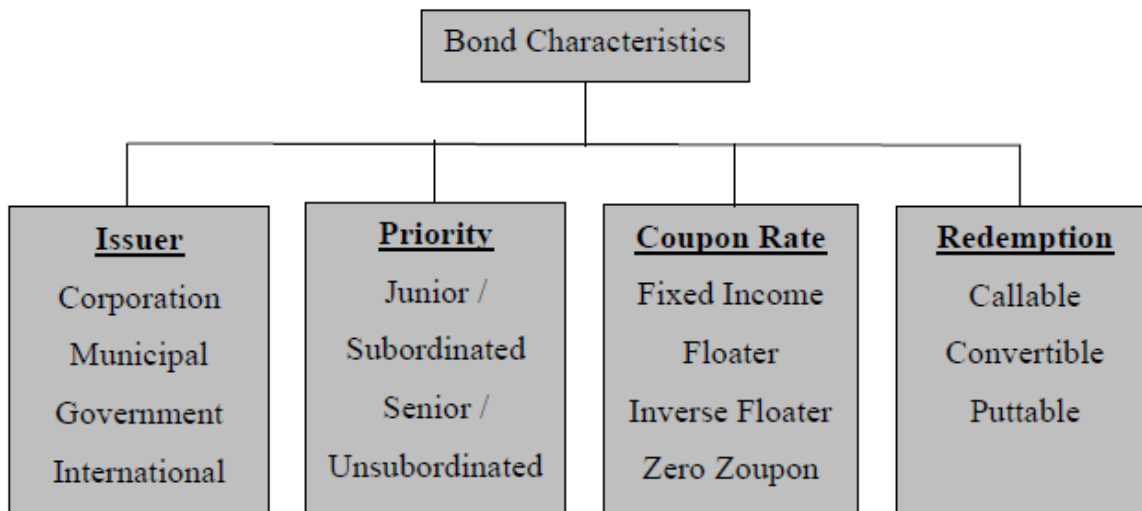 Bond Characteristics
Issuer
Corporation
Municipal
Government
International
Priority
Junior /
Subordinated
Senior /
Unsubordinated
Coupon Rate
Fixed Income
Floater
Inverse Floater
Zero Zoupon
Redemption
Callable
Convertible
Puttable